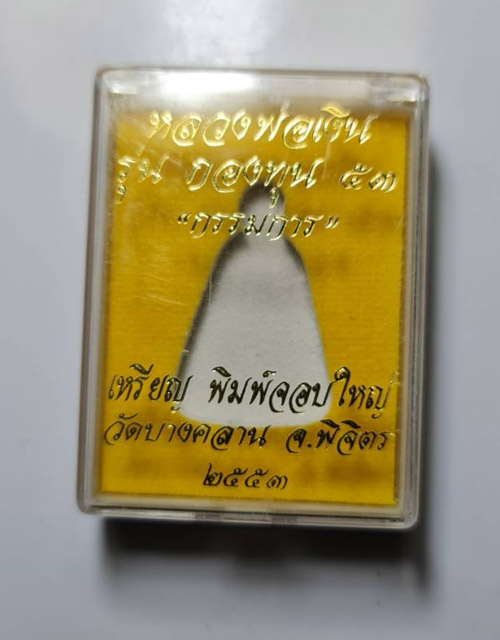 หลวงพ่อเงิน
รุ่น กองทุน ๕๓
"กรรมการ"
เหรียญ พิมพ์จอบใหญ่
วัดบางคลาน จ.พิจิตร
๒๕๕๓